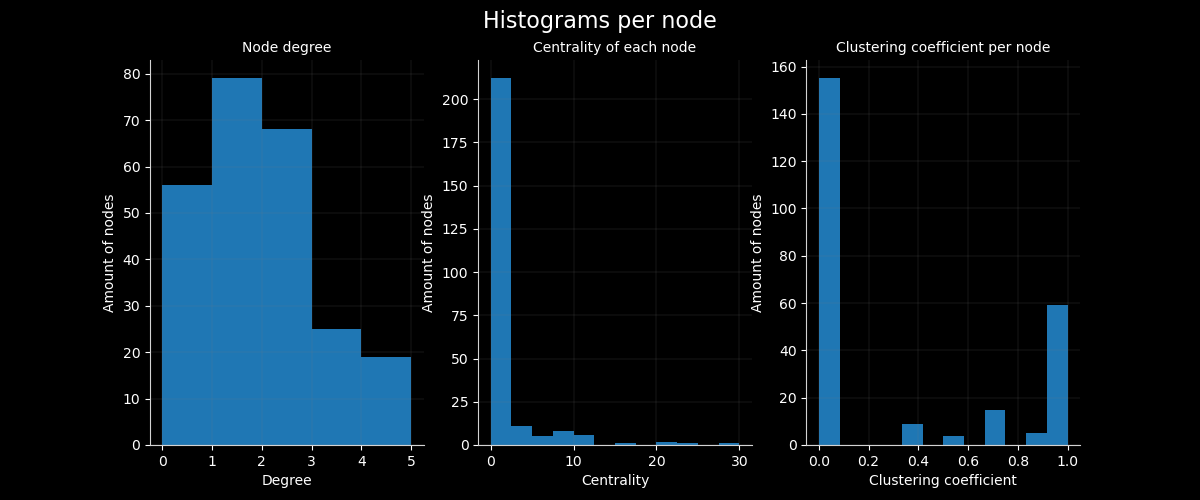 Histograms per node
Node degree
Amount of nodes
80
70
60
50
40
30
20
10
0
0 1 2 3 4 5
Degree
Centrality of each node
Amount of nodes
200
175
150
125
100
75
50
25
0
0 10 20 30
Centrality
Clustering coefficient per node
Amount of nodes
160
140
120
100
80
60
40
20
0
0.0 0.2 0.4 0.6 0.8 1.0
Clustering coefficient